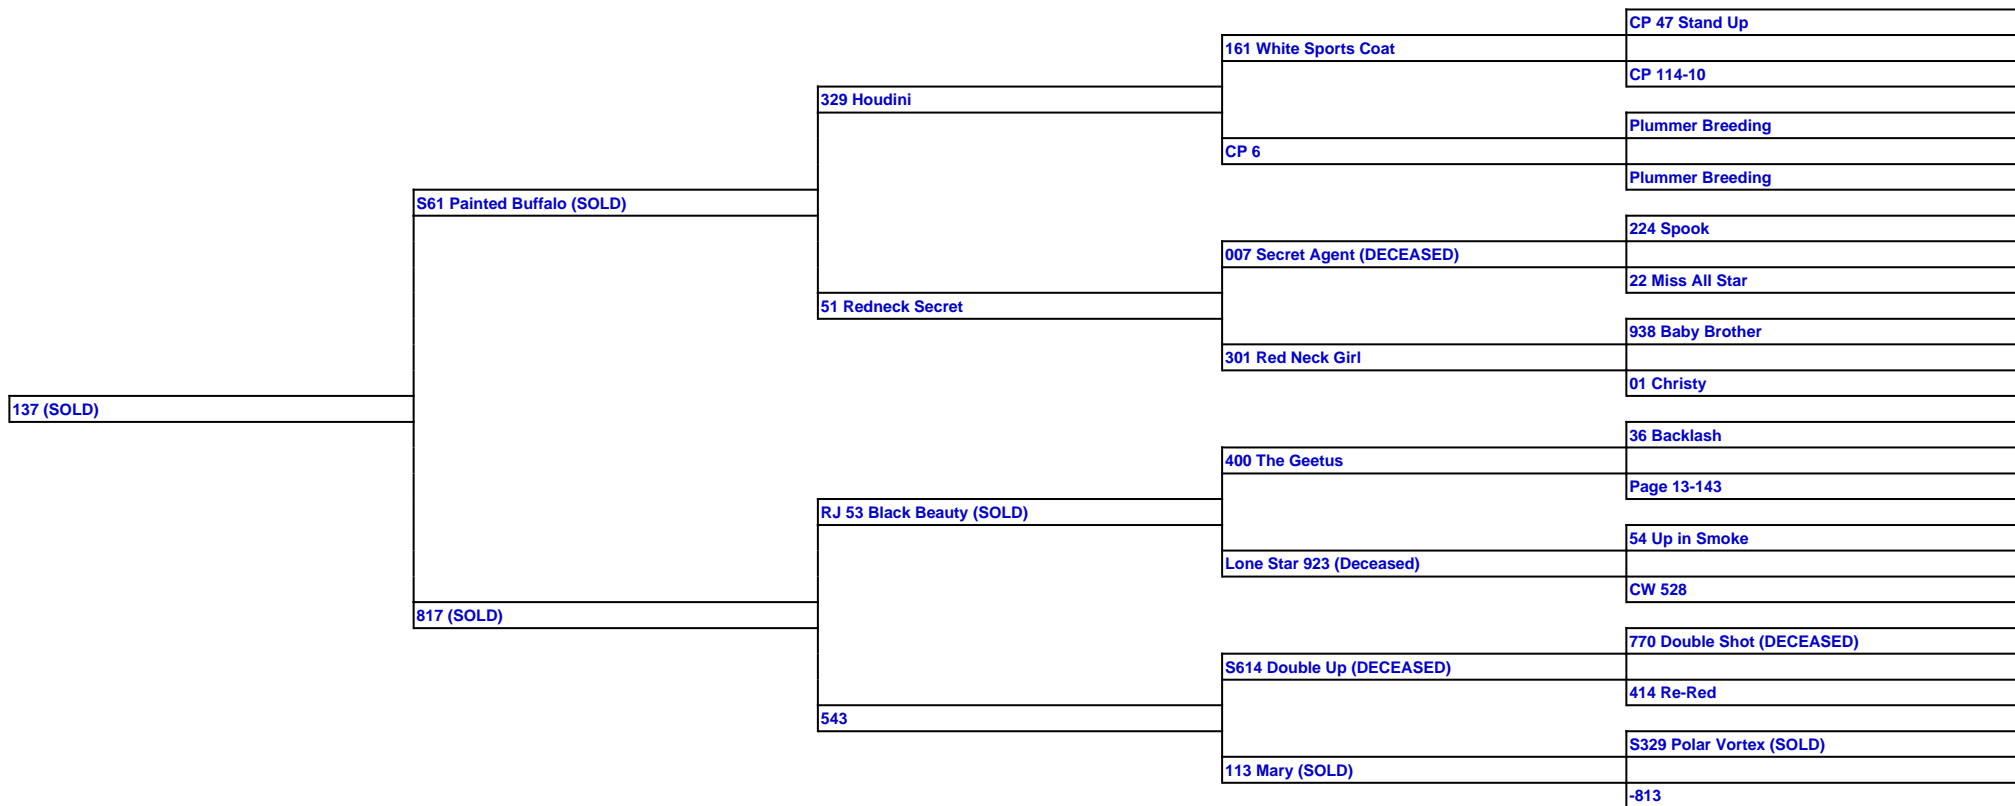 CP 47 Stand Up
161 White Sports Coat
CP 114-10
329 Houdini
Plummer Breeding
CP 6
Plummer Breeding
S61 Painted Buffalo (SOLD)
224 Spook
007 Secret Agent (DECEASED)
22 Miss All Star
51 Redneck Secret
938 Baby Brother
301 Red Neck Girl
01 Christy
137 (SOLD)
36 Backlash
400 The Geetus
Page 13-143
RJ 53 Black Beauty (SOLD)
54 Up in Smoke
Lone Star 923 (Deceased)
CW 528
817 (SOLD)
770 Double Shot (DECEASED)
S614 Double Up (DECEASED)
414 Re-Red
543
S329 Polar Vortex (SOLD)
113 Mary (SOLD)
-813